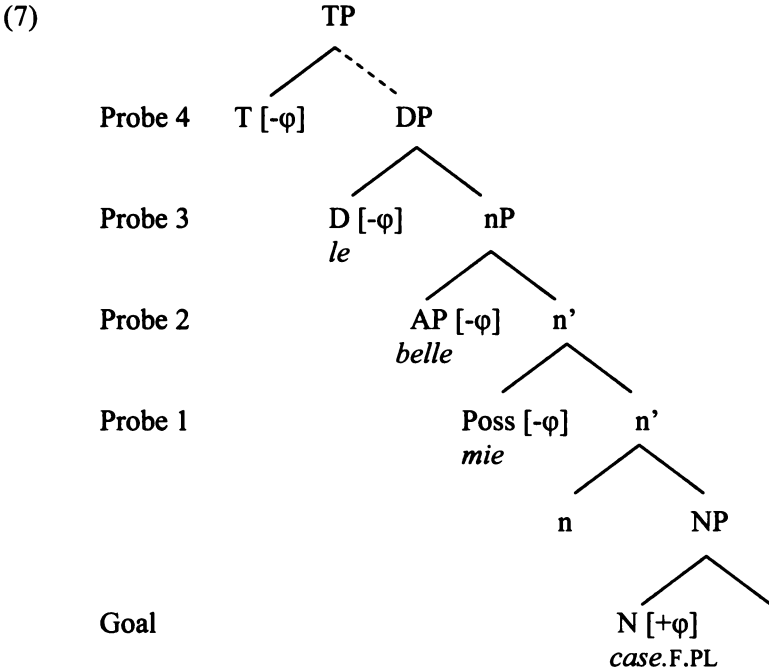 (7) TP
Probe 4 T [-φ] DP
Probe 3 D [-φ] nP
le
Probe 2 AP [-φ] n’
belle
Probe 1 Poss [-φ] n’
mie
n NP
Goal N [+φ]
case.F.PL